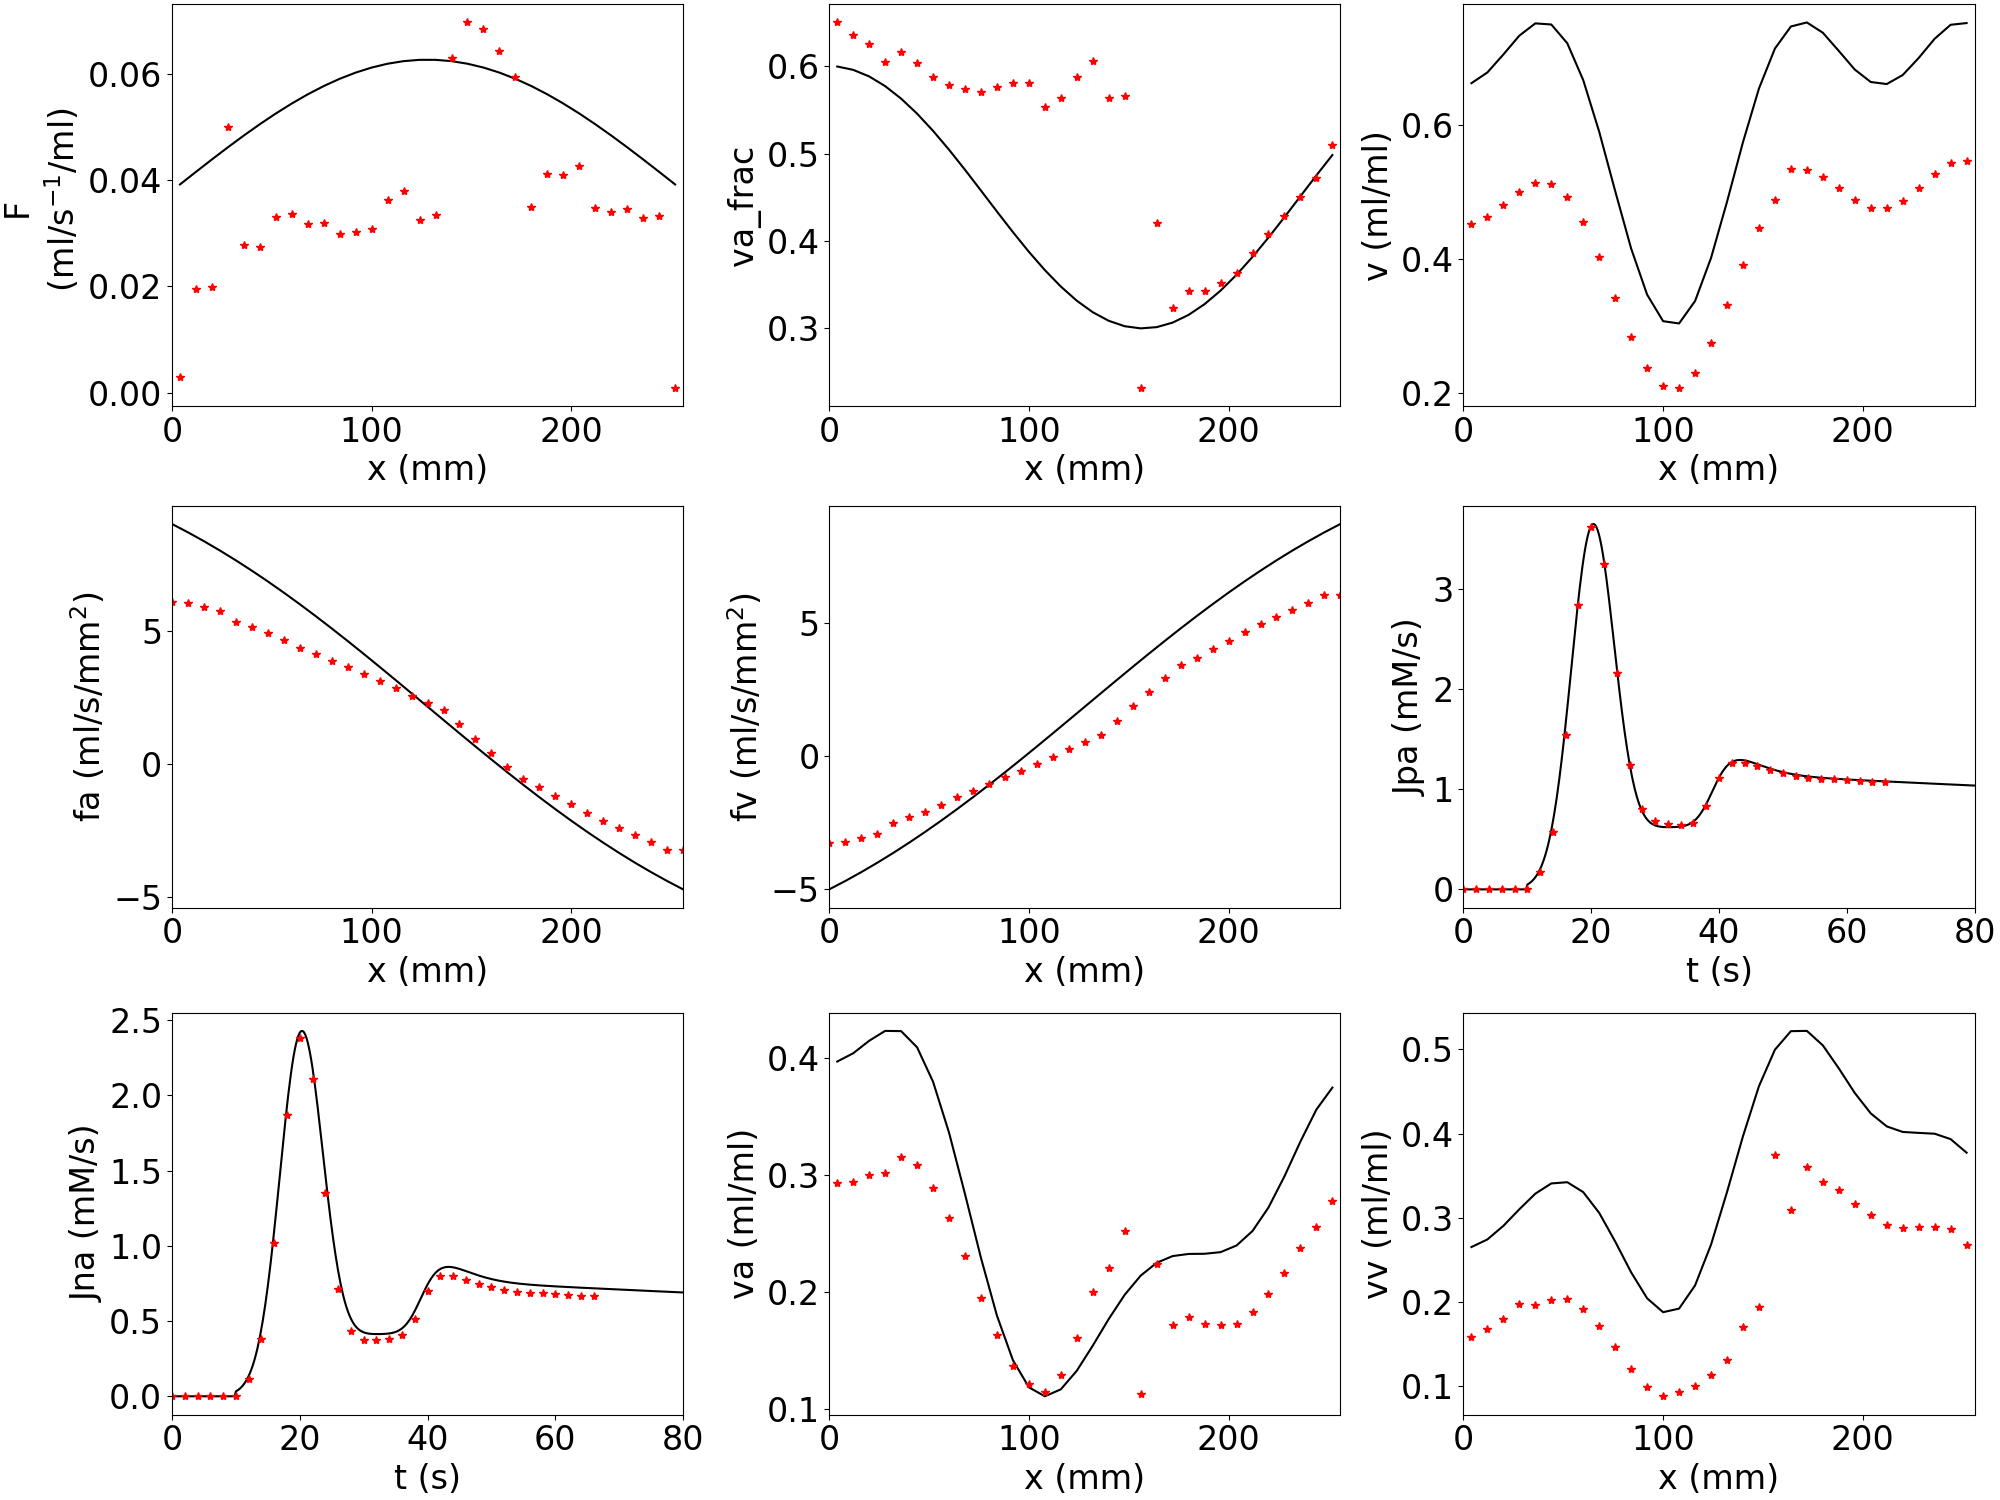 F
(ml/s⁻¹/ml)
0.06
0.04
0.02
0.00
0 100 200
x (mm)
va_frac
0.6
0.5
0.4
0.3
0 100 200
x (mm)
v (ml/ml)
0.6
0.4
0.2
0 100 200
x (mm)
fa (ml/s/mm²)
5
0
−5
0 100 200
x (mm)
fv (ml/s/mm²)
5
0
−5
0 100 200
x (mm)
Jpa (mM/s)
3
2
1
0
0 20 40 60 80
t (s)
Jna (mM/s)
2.5
2.0
1.5
1.0
0.5
0.0
0 20 40 60 80
t (s)
va (ml/ml)
0.4
0.3
0.2
0.1
0 100 200
x (mm)
vv (ml/ml)
0.5
0.4
0.3
0.2
0.1
0 100 200
x (mm)